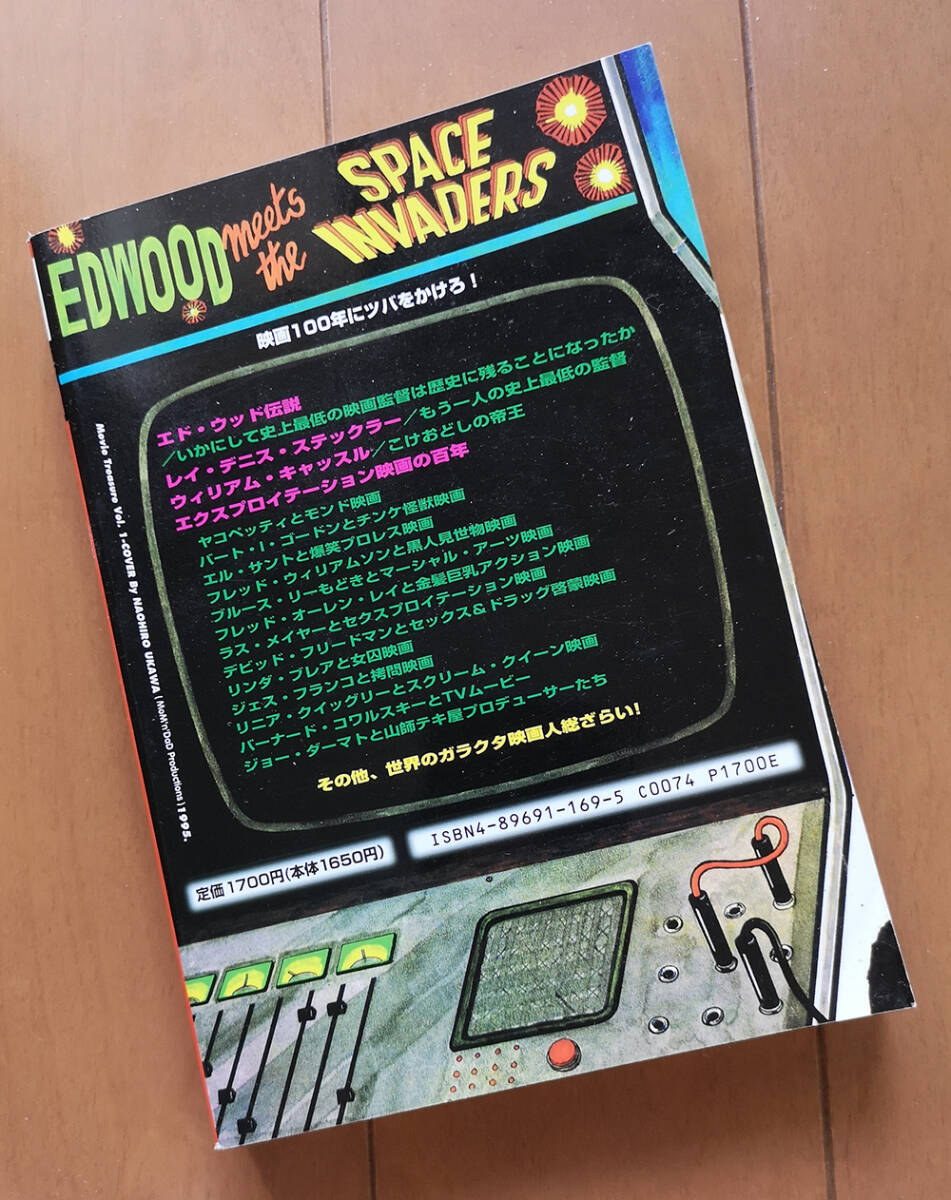 EDWOOD meets the SPACE INVADERS
映画100年にツバをかけろ!
エド・ウッド伝説
/いかにして史上最低の映画監督は歴史に残ることになったか
レイ・デニス・ステックラー/もう一人の史上最低の監督
ウィリアム・キャッスル/こけおどしの帝王
エクスプロイテーション映画の百年
ヤコペッティとモンド映画
バート・I・ゴードンとチンケ怪獣映画
エル・サントと爆笑プロレス映画
フレッド・ウィリアムソンと黒人見世物映画
ブルース・リーもどきとマーシャル・アーツ映画
フレッド・オーレン・レイと金髪巨乳アクション映画
ラス・メイヤーとセクスプロイテーション映画
デビッド・フリードマンとセックス&ドラッグ啓蒙映画
リンダ・ブレアと女囚映画
ジェス・フランコと拷問映画
リニア・クイッグリーとスクリーム・クイーン映画
バーナード・コワルスキーとTVムービー
ジョー・ダーマトと山師テキ屋プロデューサーたち
その他、世界のガラクタ映画人総ざらい!
ISBN4-89691-169-5 C0074 P1700E
定価1700円(本体1650円)
Movie Treasure Vol. 1-COVER By NAOHIRO UKAWA (MoM'n'DaD Productions) 1995.